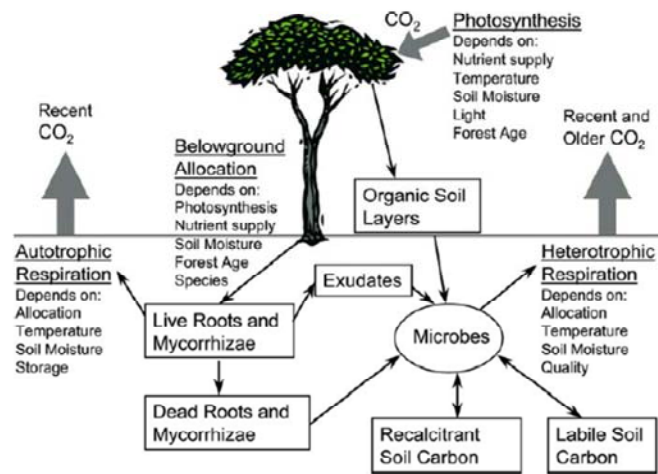 CO2
Photosynthesis
Depends on:
Nutrient supply
Temperature
Soil Moisture
Light
Forest Age
Recent
CO2
Belowground
Allocation
Depends on:
Photosynthesis
Nutrient supply
Soil Moisture
Forest Age
Species
Recent and
Older CO2
Organic Soil
Layers
Autotrophic
Respiration
Depends on:
Allocation
Temperature
Soil Moisture
Storage
Exudates
Live Roots and
Mycorrhizae
Microbes
Heterotrophic
Respiration
Depends on:
Allocation
Temperature
Soil Moisture
Quality
Dead Roots and
Mycorrhizae
Recalcitrant
Soil Carbon
Labile Soil
Carbon